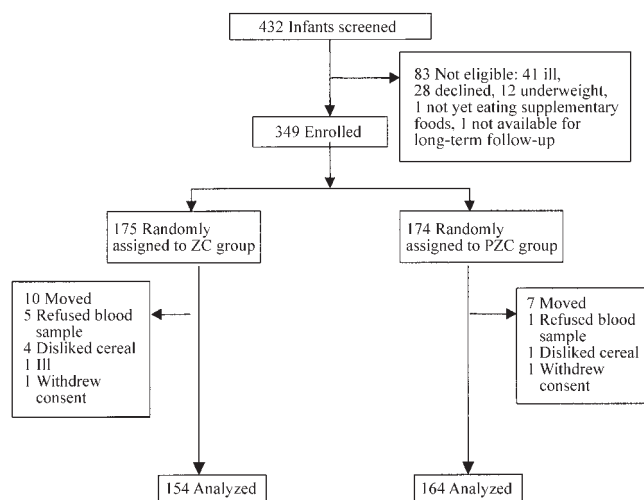 432 Infants screened
83 Not eligible: 41 ill,
28 declined, 12 underweight,
1 not yet eating supplementary
foods, 1 not available for
long-term follow-up
349 Enrolled
175 Randomly
assigned to ZC group
174 Randomly
assigned to PZC group
10 Moved
5 Refused blood
sample
4 Disliked cereal
1 Ill
1 Withdrew
consent
7 Moved
1 Refused blood
sample
1 Disliked cereal
1 Withdrew
consent
154 Analyzed
164 Analyzed